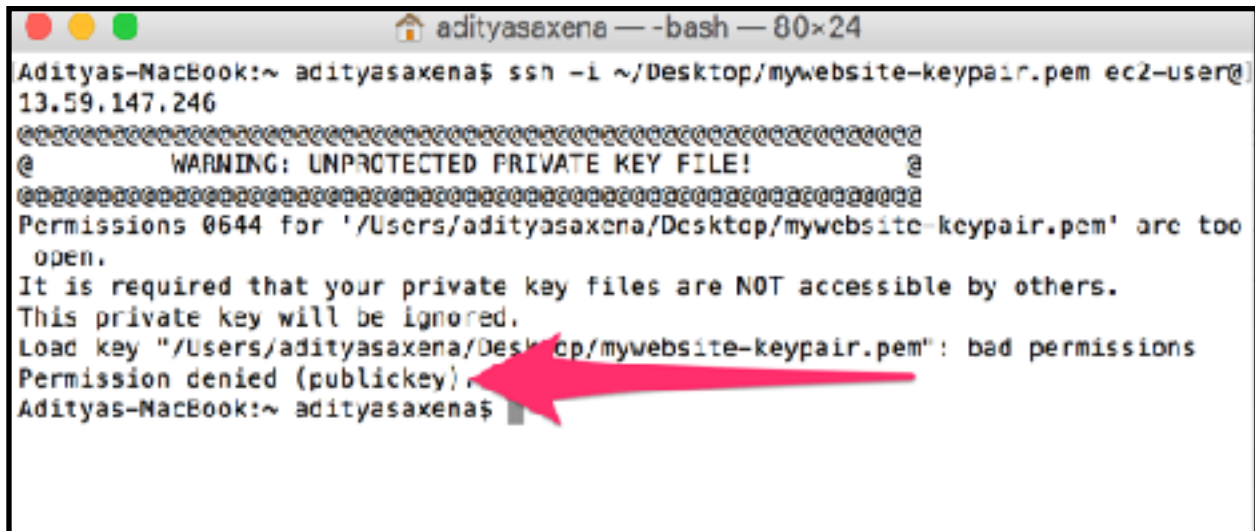 adityasaxena — -bash — 80×24
Adityas-MacBook:~ adityasaxena$ ssh -i ~/Desktop/mywebsite-keypair.pem ec2-user@
13.59.147.246
@@@@@@@@@@@@@@@@@@@@@@@@@@@@@@@@@@@@@@@@@@@@@@@@@@@@@@@@@@@
@         WARNING: UNPROTECTED PRIVATE KEY FILE!          @
@@@@@@@@@@@@@@@@@@@@@@@@@@@@@@@@@@@@@@@@@@@@@@@@@@@@@@@@@@@
Permissions 0644 for '/Users/adityasaxena/Desktop/mywebsite-keypair.pem' are too
 open.
It is required that your private key files are NOT accessible by others.
This private key will be ignored.
Load key "/Users/adityasaxena/Desktop/mywebsite-keypair.pem": bad permissions
Permission denied (publickey).
Adityas-MacBook:~ adityasaxena$